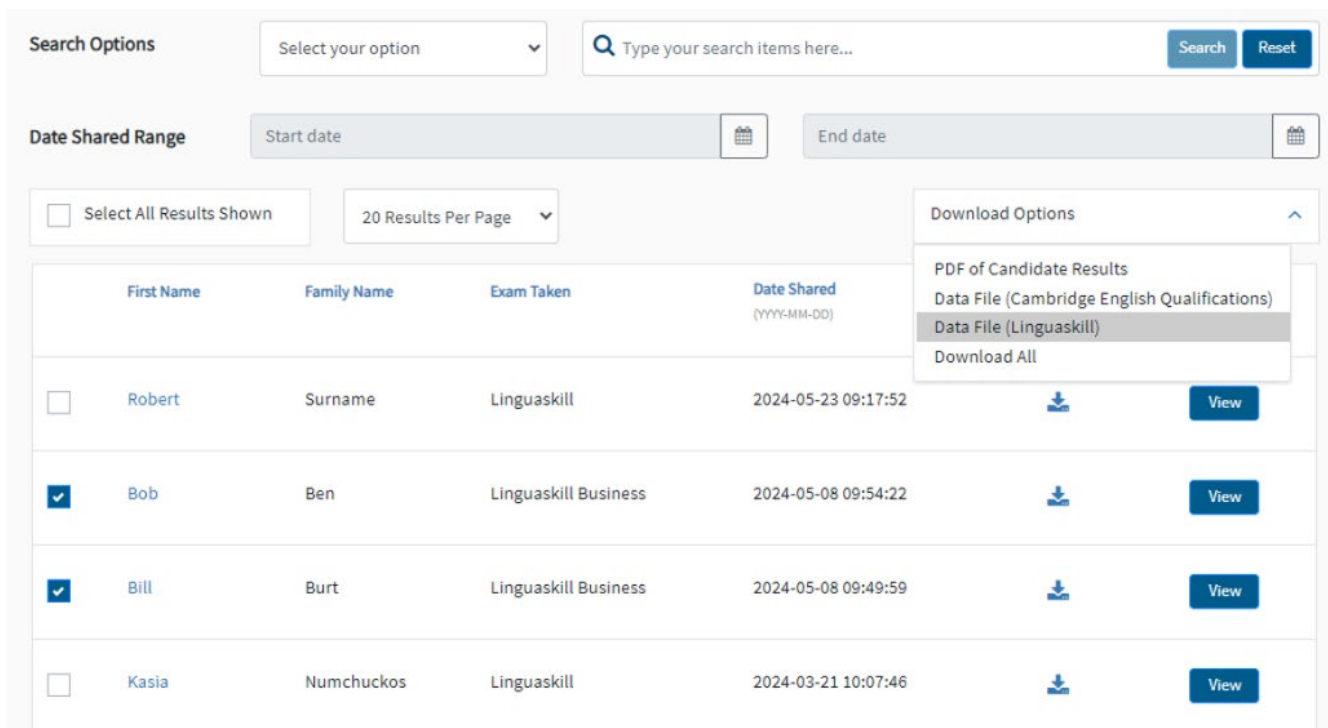 Search Options
Select your option
Type your search items here...
Search
Reset
Date Shared Range
Start date
End date
Select All Results Shown
20 Results Per Page
Download Options
PDF of Candidate Results
Data File (Cambridge English Qualifications)
Data File (Linguaskill)
Download All
First Name Family Name Exam Taken Date Shared
(YYYY-MM-DD)
Robert Surname Linguaskill 2024-05-23 09:17:52 View
Bob Ben Linguaskill Business 2024-05-08 09:54:22 View
Bill Burt Linguaskill Business 2024-05-08 09:49:59 View
Kasia Numchuckos Linguaskill 2024-03-21 10:07:46 View